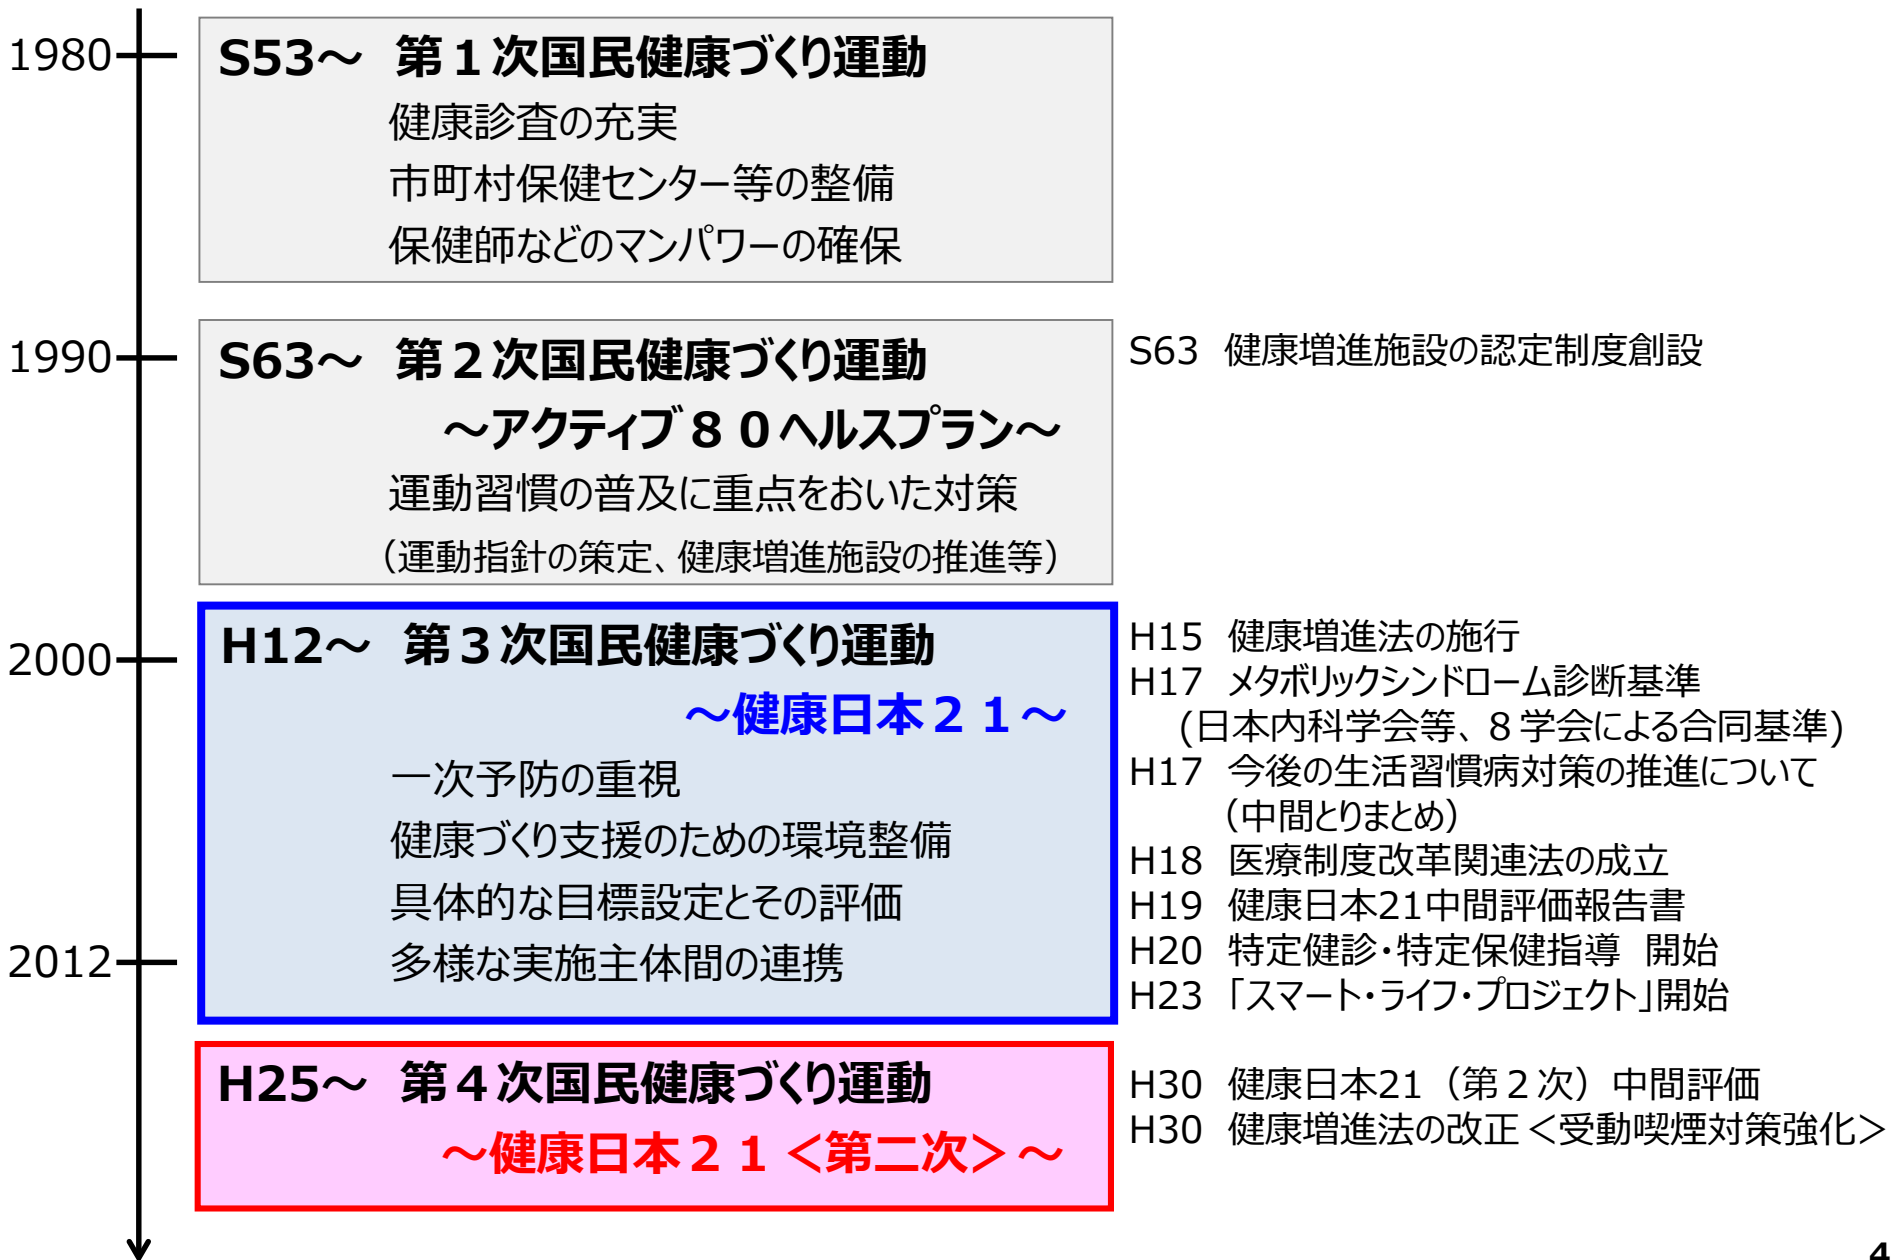 1980
S53～ 第１次国民健康づくり運動
健康診査の充実
市町村保健センター等の整備
保健師などのマンパワーの確保
1990
S63～ 第２次国民健康づくり運動
～アクティブ８０ヘルスプラン～
運動習慣の普及に重点をおいた対策
（運動指針の策定、健康増進施設の推進等）
S63 健康増進施設の認定制度創設
2000
H12～ 第３次国民健康づくり運動
～健康日本２１～
一次予防の重視
健康づくり支援のための環境整備
具体的な目標設定とその評価
多様な実施主体間の連携
2012
H15 健康増進法の施行
H17 メタボリックシンドローム診断基準
(日本内科学会等、８学会による合同基準)
H17 今後の生活習慣病対策の推進について
（中間とりまとめ）
H18 医療制度改革関連法の成立
H19 健康日本21中間評価報告書
H20 特定健診・特定保健指導 開始
H23 「スマート・ライフ・プロジェクト」開始
H25～ 第４次国民健康づくり運動
～健康日本２１＜第二次＞～
H30 健康日本21（第２次）中間評価
H30 健康増進法の改正＜受動喫煙対策強化＞
4